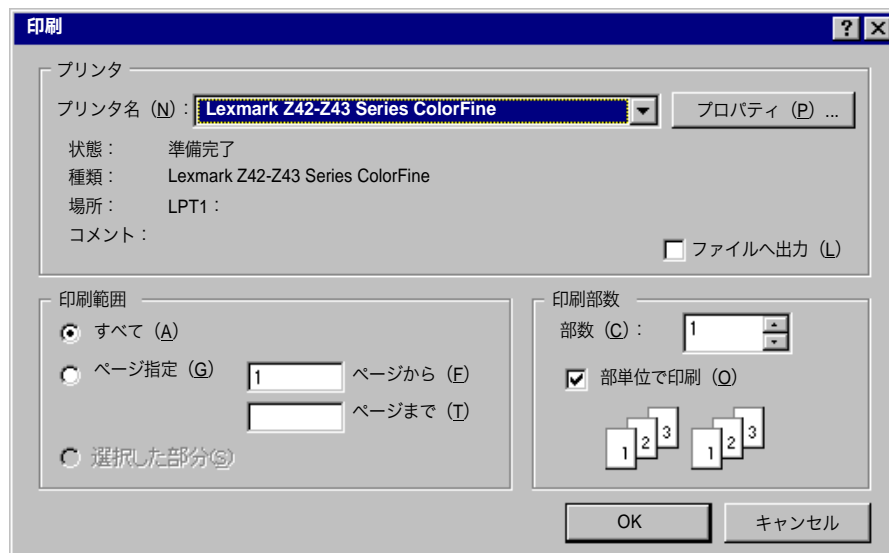 印刷
プリンタ
プリンタ名(N): Lexmark Z42-Z43 Series ColorFine プロパティ(P)...
状態: 準備完了
種類: Lexmark Z42-Z43 Series ColorFine
場所: LPT1:
コメント:
ファイルへ出力(L)
印刷範囲
すべて(A)
ページ指定(G) 1 ページから(F)
ページまで(T)
選択した部分(S)
印刷部数
部数(C): 1
部単位で印刷(O)
1 2 3 1 2 3
OK キャンセル